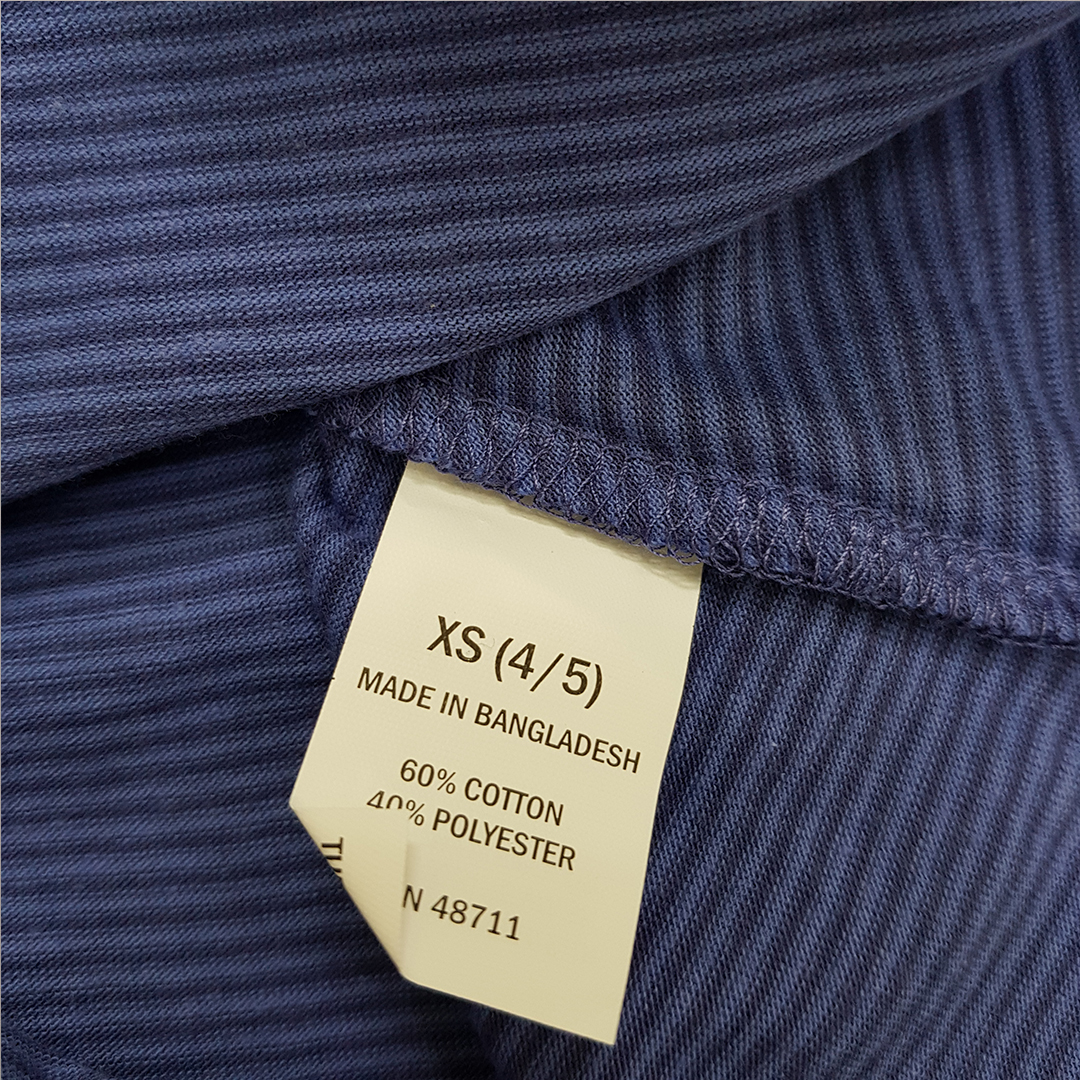 XS (4/5)
MADE IN BANGLADESH
60% COTTON
40% POLYESTER
48711